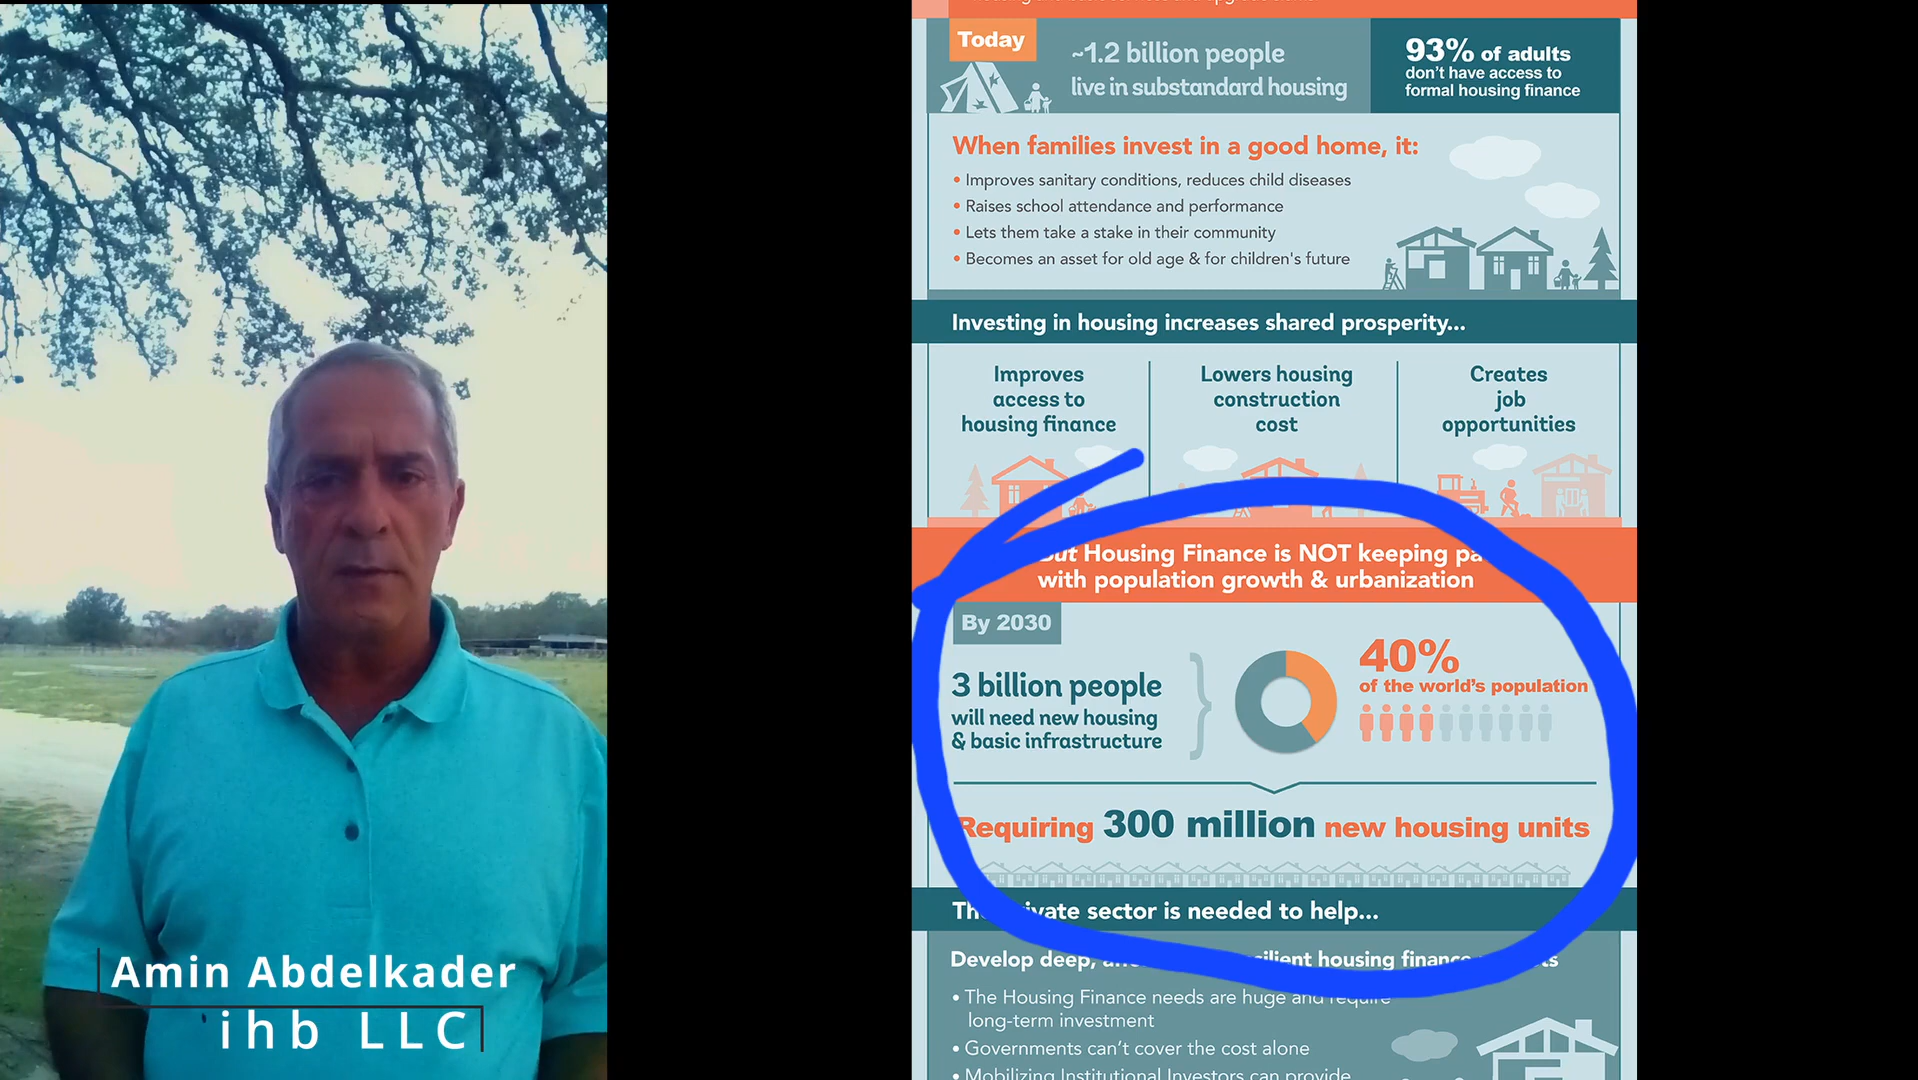 Amin Abdelkader
ihb LLC
Today
~1.2 billion people
live in substandard housing
93% of adults
don't have access to
formal housing finance
When families invest in a good home, it:
• Improves sanitary conditions, reduces child diseases
• Raises school attendance and performance
• Lets them take a stake in their community
• Becomes an asset for old age & for children's future
Investing in housing increases shared prosperity...
Improves
access to
housing finance
Lowers housing
construction
cost
Creates
job
opportunities
But Housing Finance is NOT keeping
with population growth & urbanization
By 2030
3 billion people
will need new housing
& basic infrastructure
40%
of the world's population
Requiring 300 million new housing units
The private sector is needed to help...
Develop deep, housing finance
• The Housing Finance needs are huge and require
long-term investment
• Governments can't cover the cost alone
• Mobilizing Institutional Investors can provide